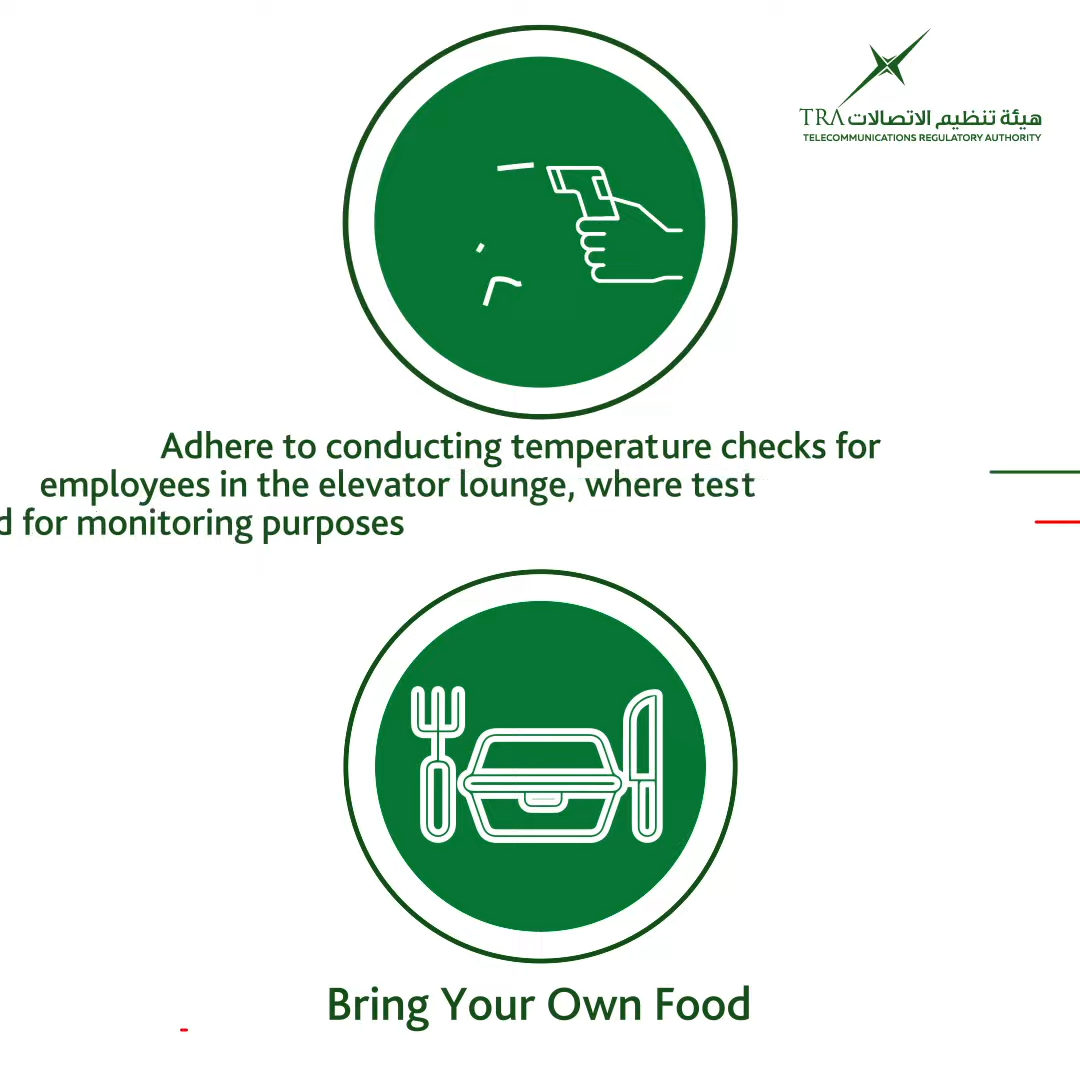 TRA هيئة تنظيم الاتصالات
TELECOMMUNICATIONS REGULATORY AUTHORITY
Adhere to conducting temperature checks for
employees in the elevator lounge, where test
d for monitoring purposes
Bring Your Own Food